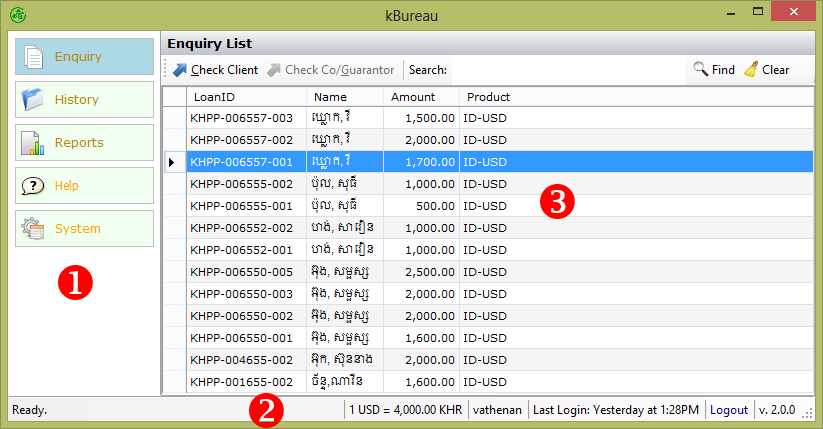 kBureau
Enquiry
History
Reports
Help
System
1
Enquiry List
Check Client Check Co/Guarantor Search: Find Clear
LoanID Name Amount Product
KHPP-006557-003 ឃ្លោក,រី 1,500.00 ID-USD
KHPP-006557-002 ឃ្លោក,រី 2,000.00 ID-USD
KHPP-006557-001 ឃ្លោក,រី 1,700.00 ID-USD
KHPP-006555-002 ប៉ុល, សុធី 1,000.00 ID-USD
KHPP-006555-001 ប៉ុល, សុធី 500.00 ID-USD
KHPP-006552-002 ហង់, សាវឿន 1,000.00 ID-USD
KHPP-006552-001 ហង់, សាវឿន 1,000.00 ID-USD
KHPP-006550-005 អ៊ុង, សម្ផស្ស 2,500.00 ID-USD
KHPP-006550-003 អ៊ុង, សម្ផស្ស 2,000.00 ID-USD
KHPP-006550-002 អ៊ុង, សម្ផស្ស 2,000.00 ID-USD
KHPP-006550-001 អ៊ុង, សម្ផស្ស 1,600.00 ID-USD
KHPP-004655-002 អ៊ុក, ស៊ុននាង 2,000.00 ID-USD
KHPP-001655-002 ច័ន្ទ,ណាវីន 1,600.00 ID-USD
3
Ready. 2 1 USD = 4,000.00 KHR vathenan Last Login: Yesterday at 1:28PM Logout v. 2.0.0